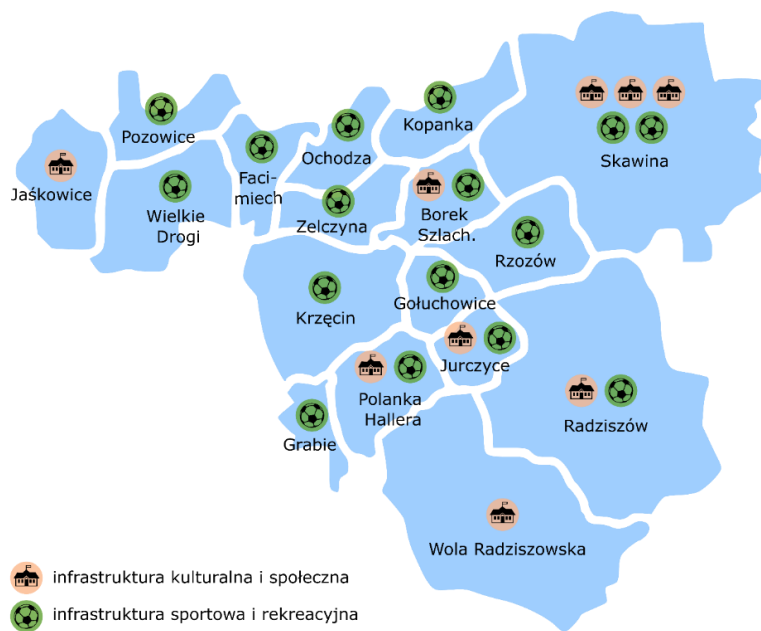 Kopanka
Pozowice
Ochodza
Skawina
Jaśkowice
Faci-
miech
Wielkie
Drogi
Zelczyna
Borek
Szlach.
Rzozów
Krzęcin
Gołuchowice
Jurczyce
Polanka
Hallera
Radziszów
Grabie
Wola Radziszowska
infrastruktura kulturalna i społeczna
infrastruktura sportowa i rekreacyjna